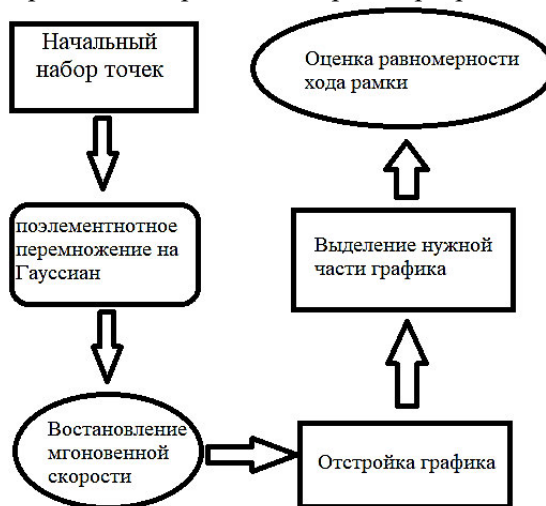 Начальный
набор точек
поэлементнотное
перемножение на
Гауссиан
Востановление
мгоновенной
скорости
Отстройка графика
Выделение нужной
части графика
Оценка равномерности
хода рамки